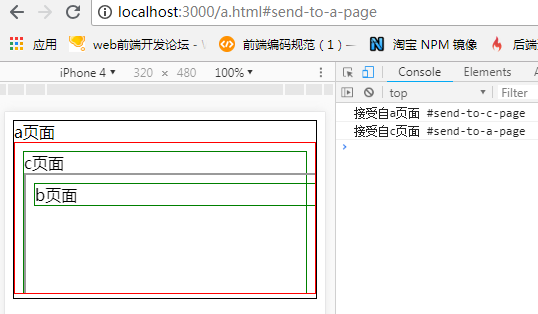 localhost:3000/a.html#send-to-a-page
应用 web前端开发论坛 - \ 前端编码规范 ( 1 ) — 淘宝 NPM 镜像 后端
iPhone 4 ▼ 320 × 480 100% ▼
Console Elements
top ▼ Filter
a页面
c页面
b页面
接受自a页面 #send-to-c-page
接受自c页面 #send-to-a-page